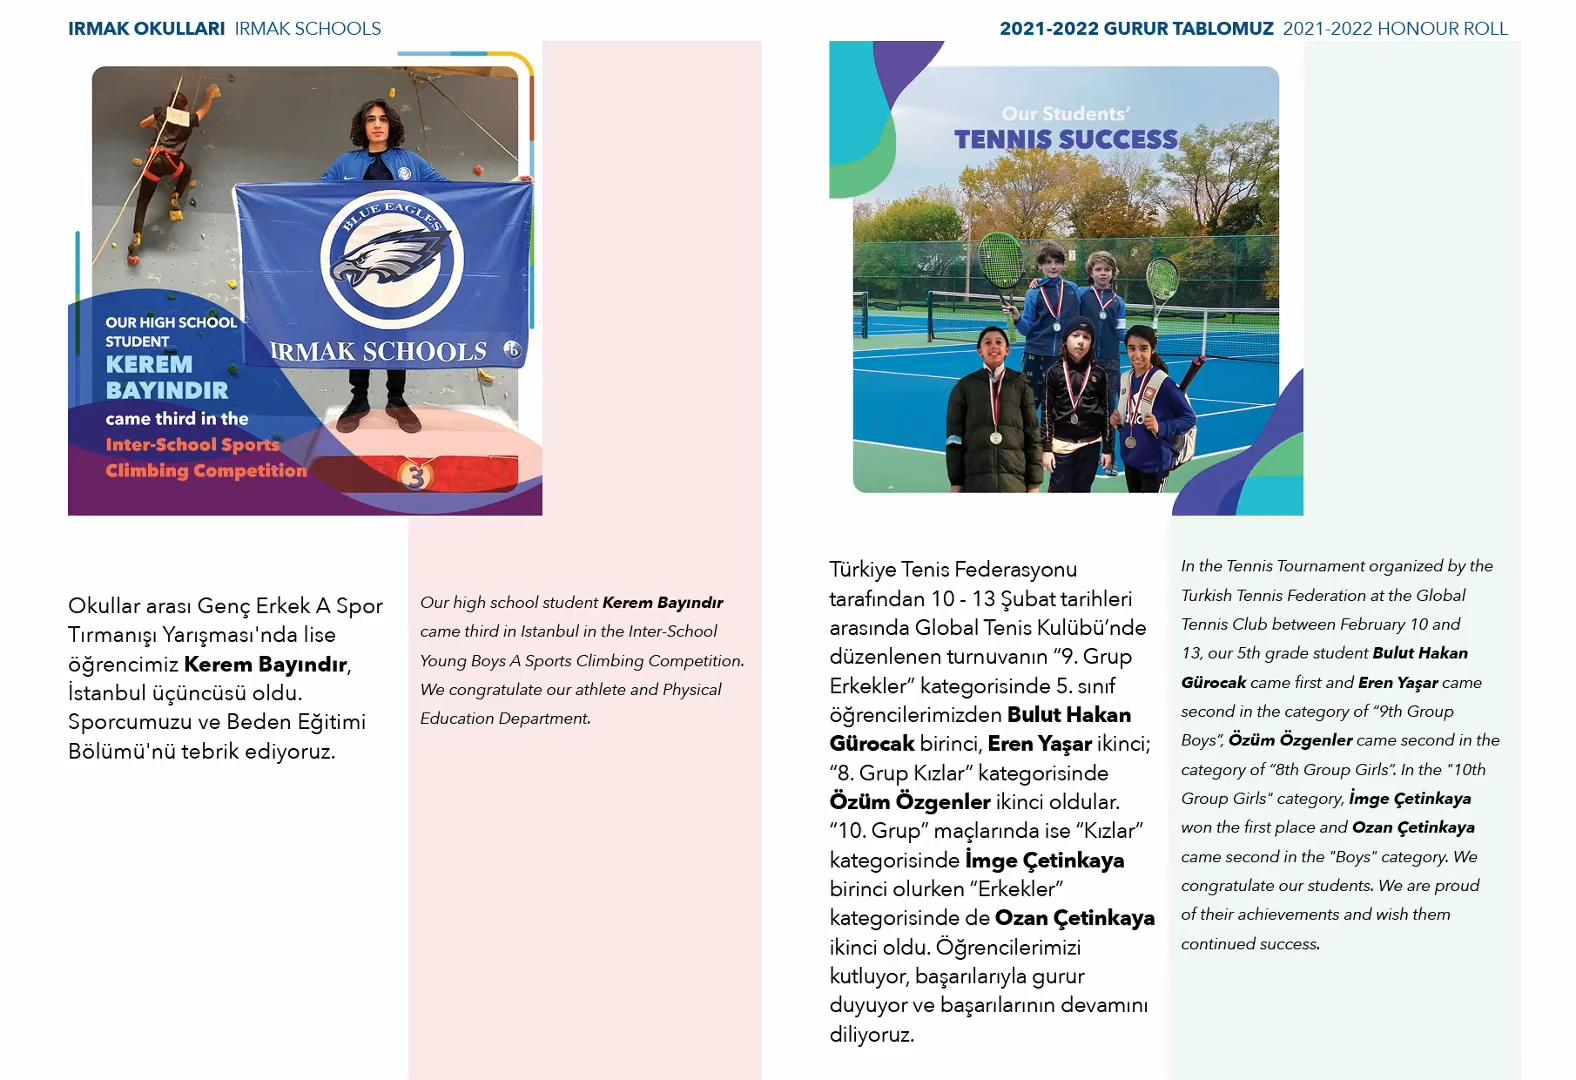 IRMAK OKULLARI IRMAK SCHOOLS
2021-2022 GURUR TABLOMUZ 2021-2022 HONOUR ROLL
BLUE EAGLES
IRMAK SCHOOLS
OUR HIGH SCHOOL
STUDENT
KEREM
BAYINDIR
came third in the
Inter-School Sports
Climbing Competition
3
Okullar arası Genç Erkek A Spor
Tırmanışı Yarışması'nda lise
öğrencimiz Kerem Bayındır,
İstanbul üçüncüsü oldu.
Sporcumuzu ve Beden Eğitimi
Bölümü'nü tebrik ediyoruz.
Our high school student Kerem Bayındır
came third in Istanbul in the Inter-School
Young Boys A Sports Climbing Competition.
We congratulate our athlete and Physical
Education Department.
Our Students’
TENNIS SUCCESS
Türkiye Tenis Federasyonu
tarafından 10 - 13 Şubat tarihleri
arasında Global Tenis Kulübü’nde
düzenlenen turnuvanın “9. Grup
Erkekler” kategorisinde 5. sınıf
öğrencilerimizden Bulut Hakan
Gürocak birinci, Eren Yaşar ikinci;
“8. Grup Kızlar” kategorisinde
Özüm Özgenler ikinci oldular.
“10. Grup” maçlarında ise “Kızlar”
kategorisinde İmge Çetinkaya
birinci olurken “Erkekler”
kategorisinde de Ozan Çetinkaya
ikinci oldu. Öğrencilerimizi
kutluyor, başarılarıyla gurur
duyuyor ve başarılarının devamını
diliyoruz.
In the Tennis Tournament organized by the
Turkish Tennis Federation at the Global
Tennis Club between February 10 and
13, our 5th grade student Bulut Hakan
Gürocak came first and Eren Yaşar came
second in the category of “9th Group
Boys”, Özüm Özgenler came second in the
category of “8th Group Girls”. In the "10th
Group Girls" category, İmge Çetinkaya
won the first place and Ozan Çetinkaya
came second in the "Boys" category. We
congratulate our students. We are proud
of their achievements and wish them
continued success.